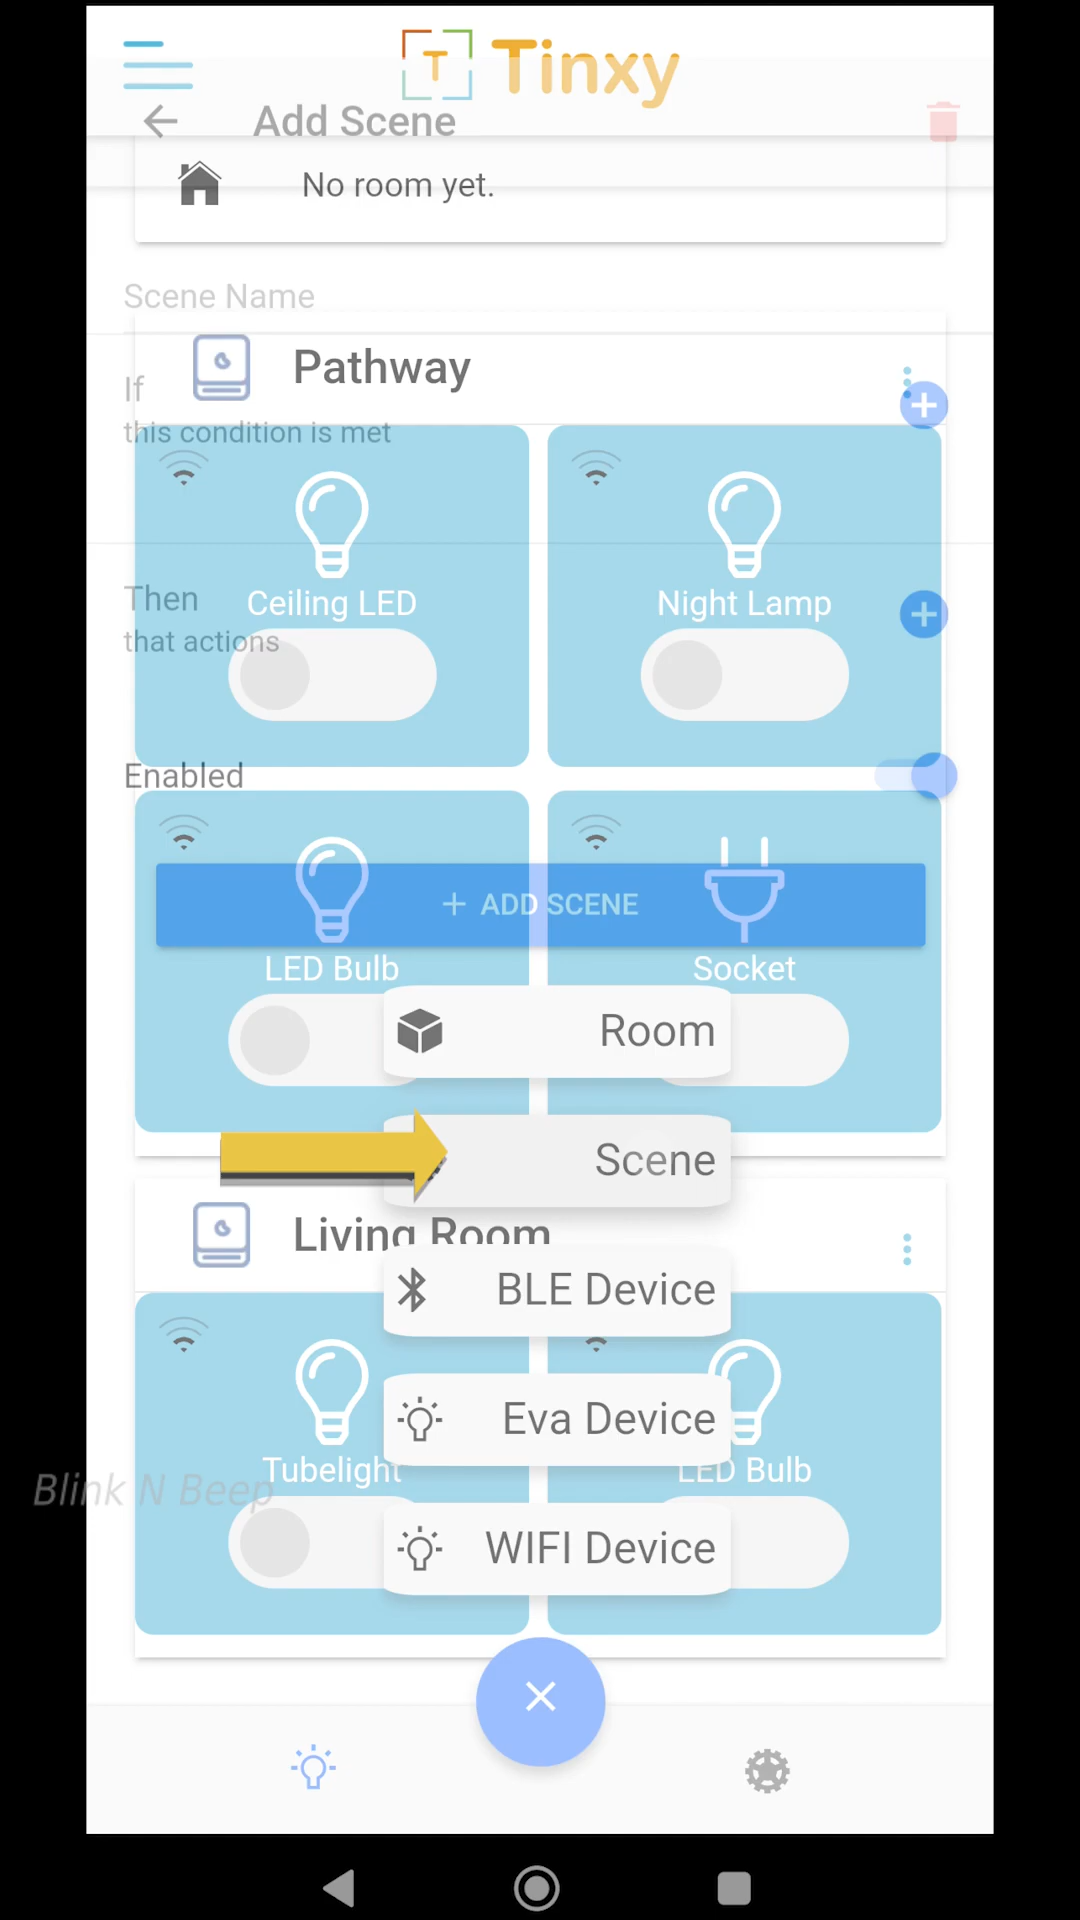 T Tinxy
Add Scene
No room yet.
Scene Name
Pathway
If
this condition is met
Ceiling LED
Night Lamp
Then
that actions
Enabled
+ ADD SCENE
LED Bulb
Socket
Room
Scene
Living Room
BLE Device
Eva Device
Tubelight
LED Bulb
Blink N Beep
WIFI Device